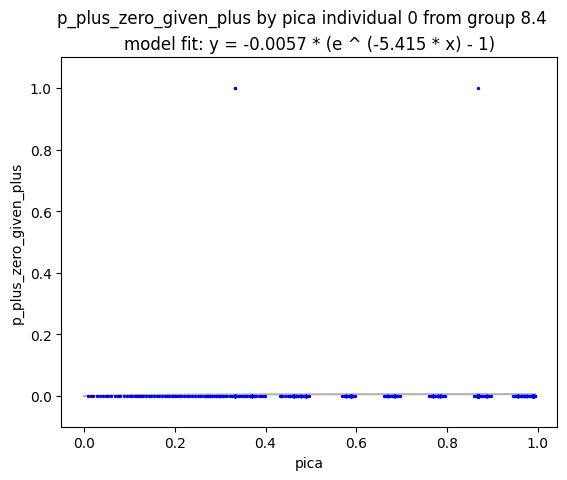 p_plus_zero_given_plus by pica individual 0 from group 8.4
model fit: y = -0.0057 * (e ^ (-5.415 * x) - 1)
1.0
0.8
0.6
0.4
0.2
0.0
p_plus_zero_given_plus
0.0 0.2 0.4 0.6 0.8 1.0
pica